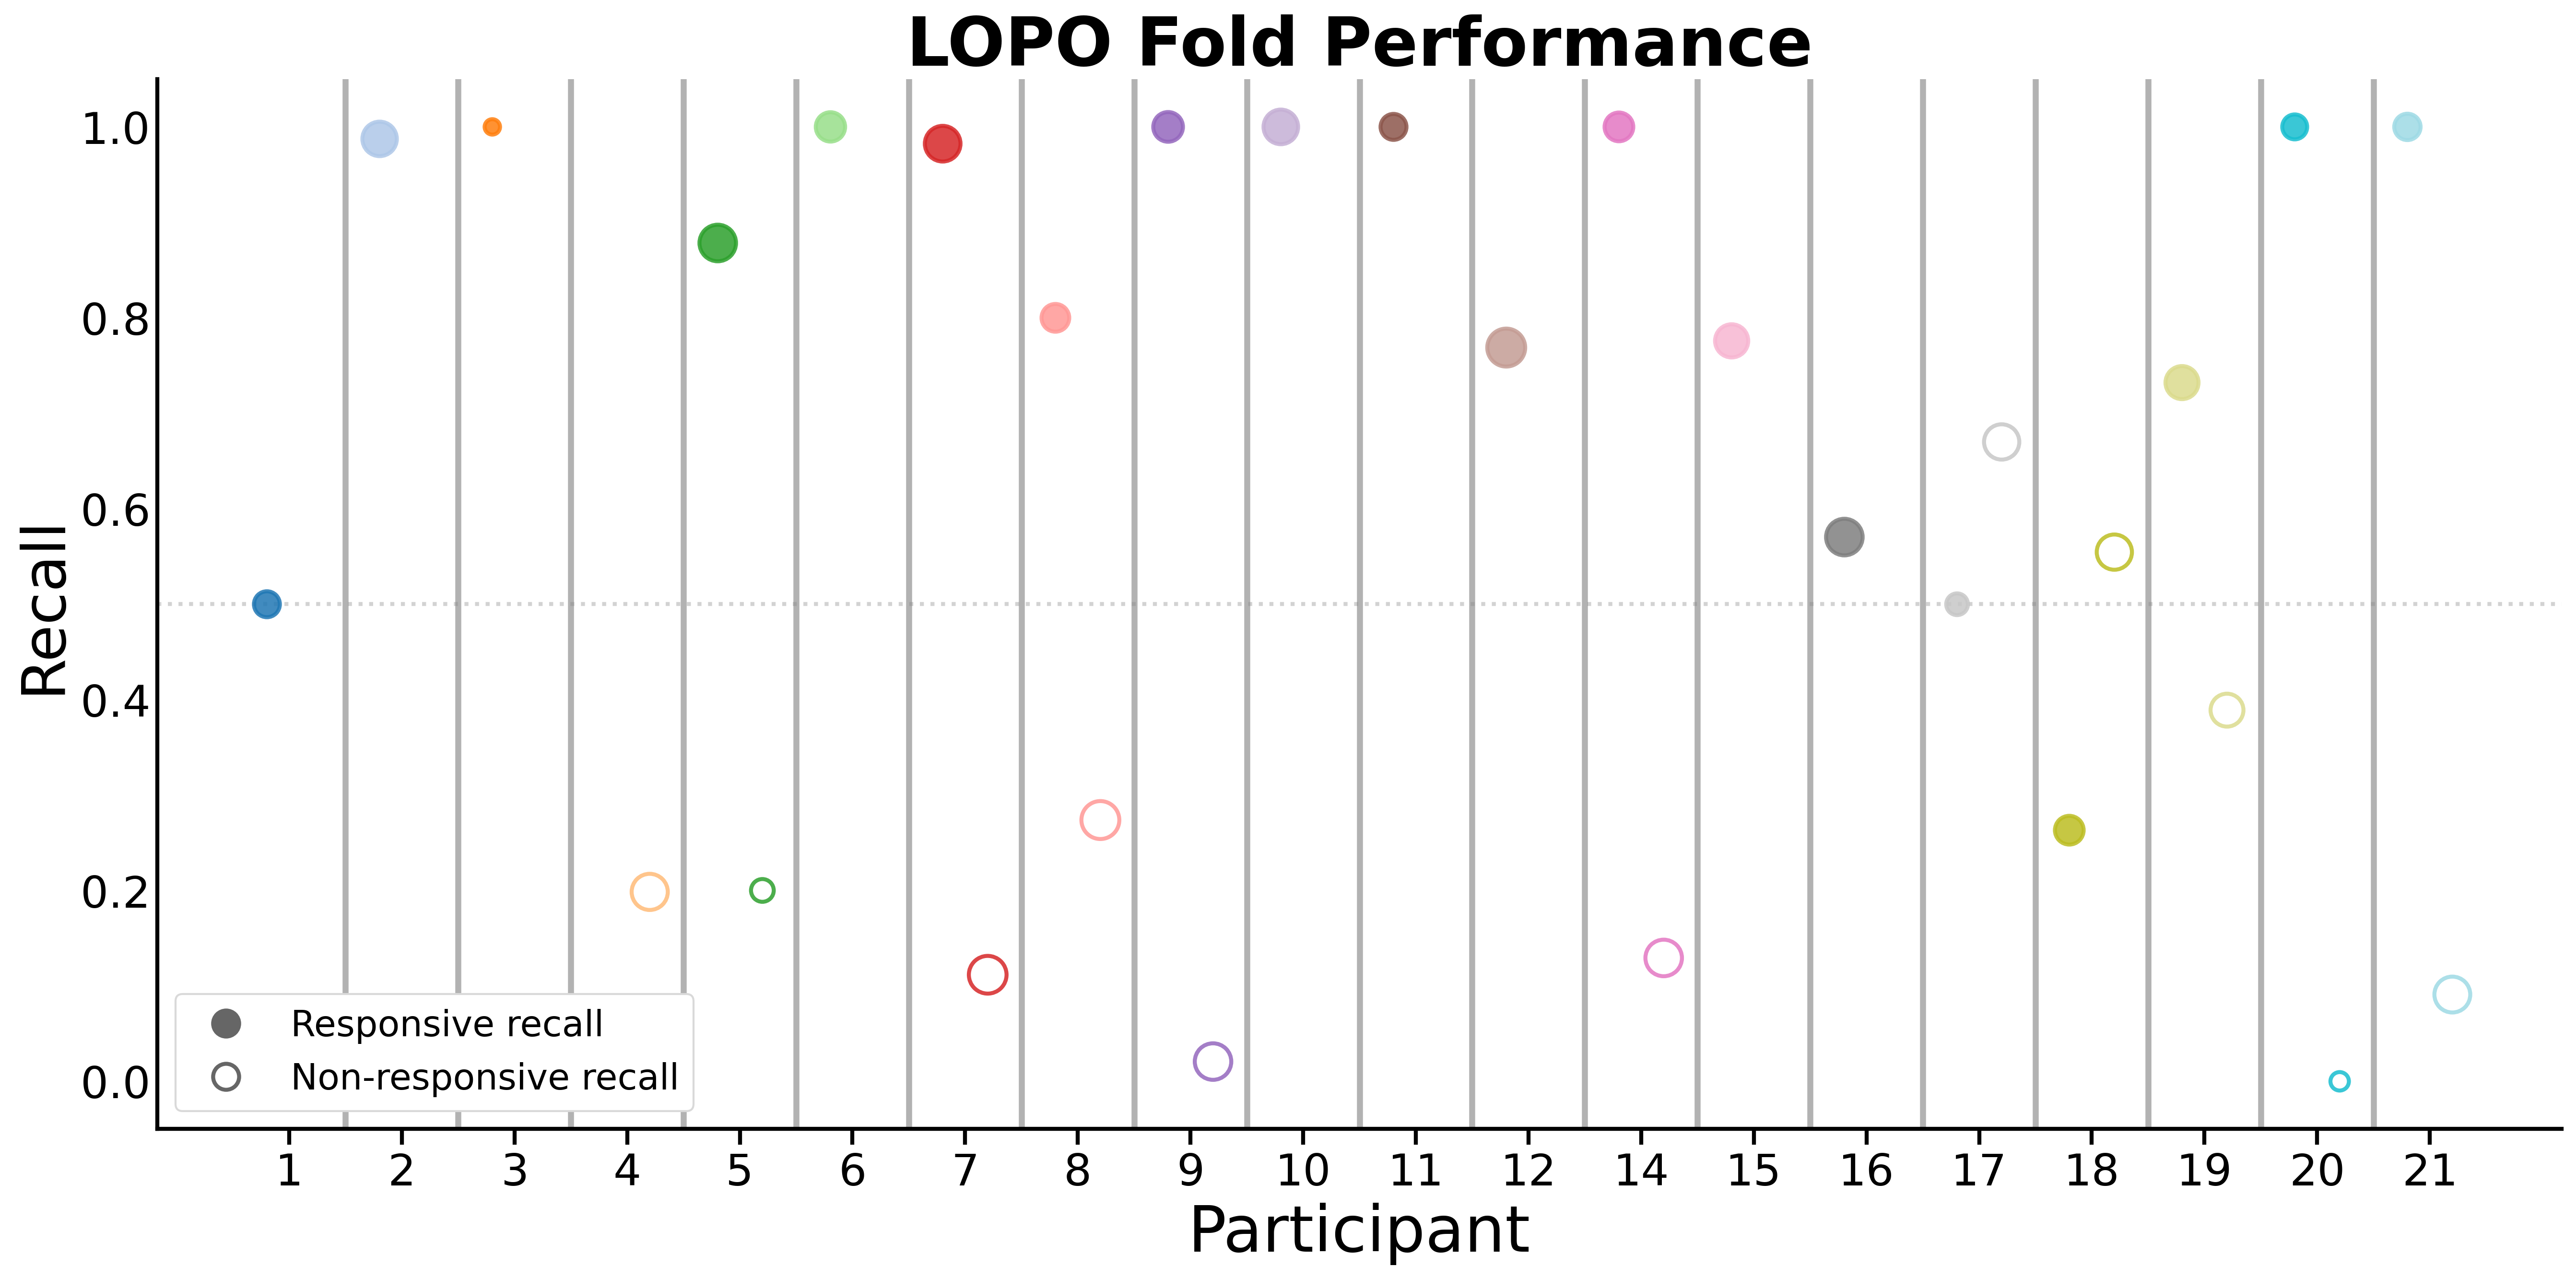 LOPO Fold Performance
Recall
1.0
0.8
0.6
0.4
0.2
0.0
Responsive recall
Non-responsive recall
1 2 3 4 5 6 7 8 9 10 11 12 14 15 16 17 18 19 20 21
Participant